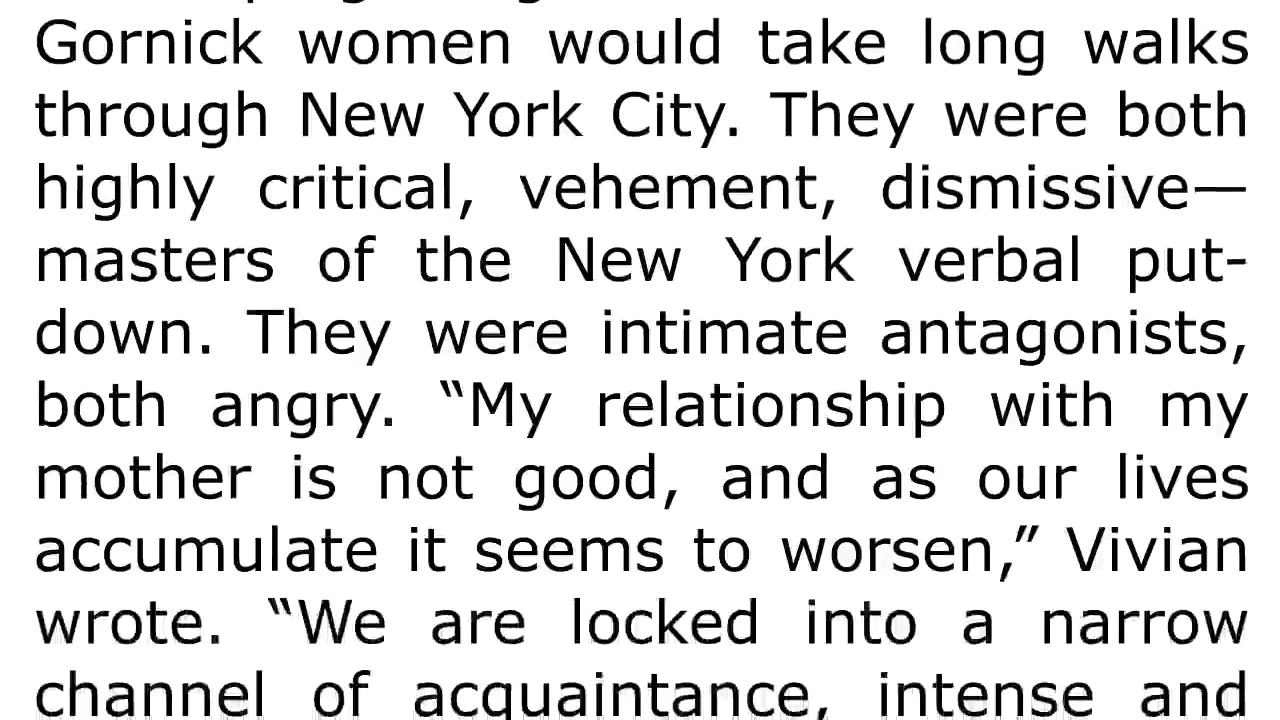 Gornick women would take long walks
through New York City. They were both
highly critical, vehement, dismissive—
masters of the New York verbal put-
down. They were intimate antagonists,
both angry. “My relationship with my
mother is not good, and as our lives
accumulate it seems to worsen,” Vivian
wrote. “We are locked into a narrow
channel of acquaintance, intense and